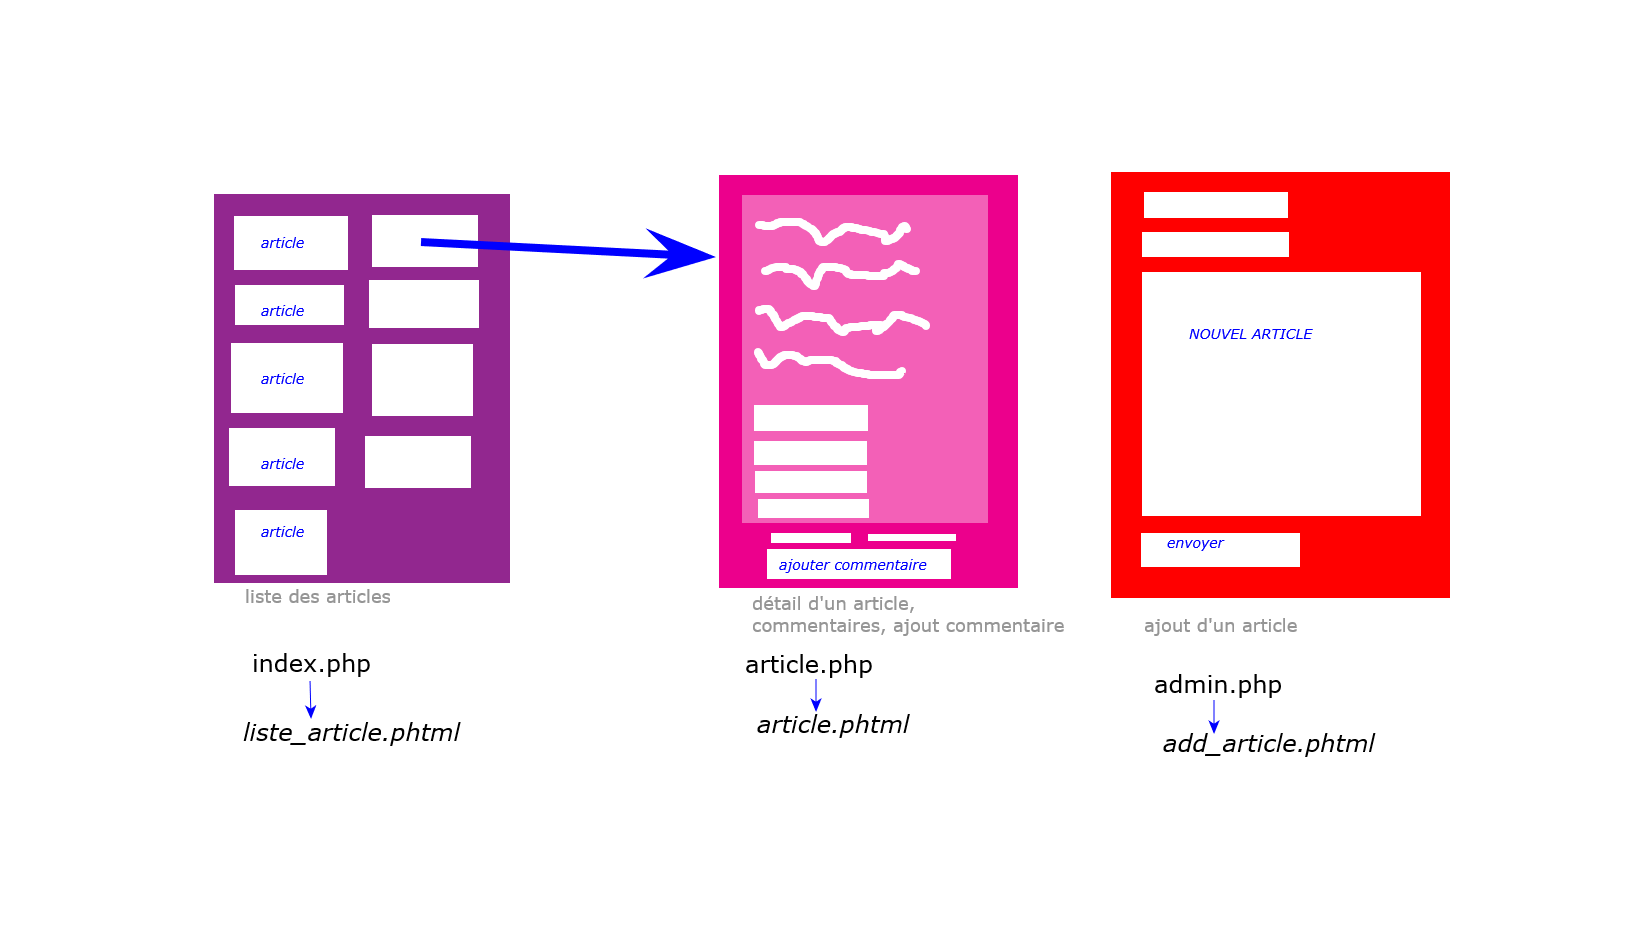 article
article
article
article
article
liste des articles
index.php
liste_article.phtml
ajouter commentaire
détail d'un article,
commentaires, ajout commentaire
article.php
article.phtml
NOUVEL ARTICLE
envoyer
ajout d'un article
admin.php
add_article.phtml